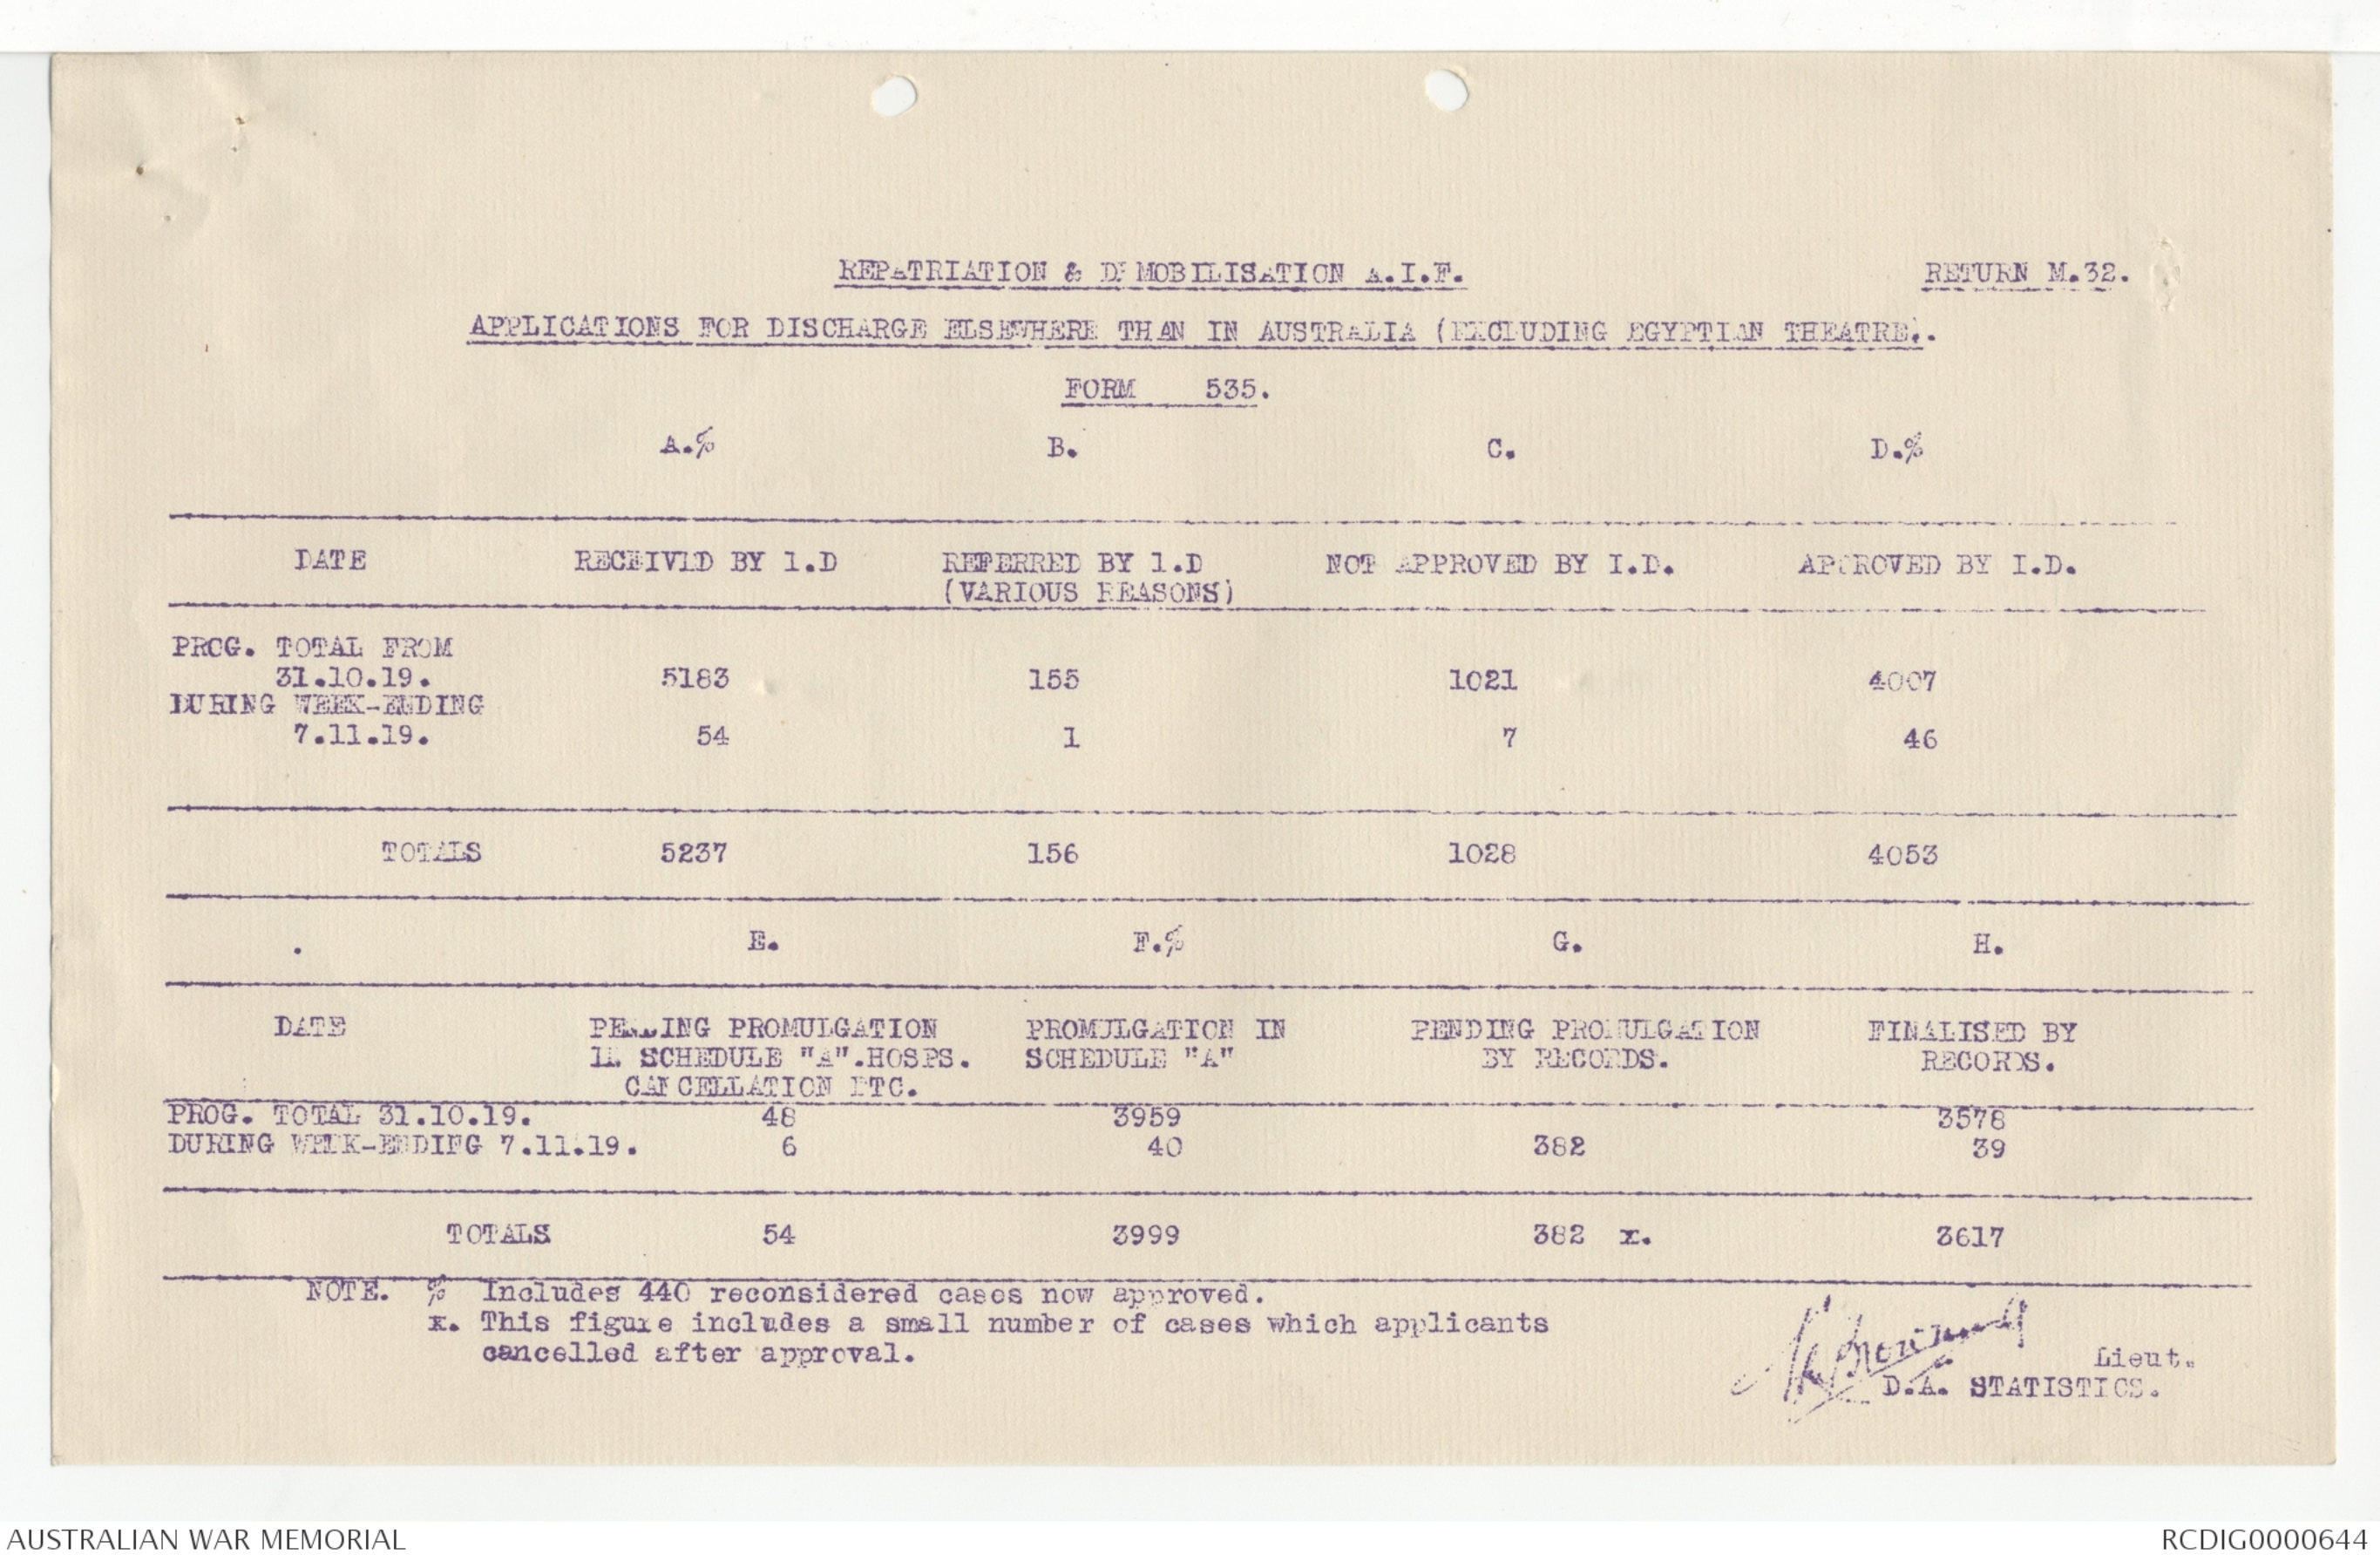 REPATRIATION & DEMOBILISATION A.I.F. RETURN M.32.
APPLICATIONS FOR DISCHARGE ELSEWHERE THAN IN AUSTRALIA (EXCLUDING EGYPTIAN THEATRE).
FORM 535.
A.% B. C. D.%
DATE RECEIVED BY 1.D REFERRED BY 1.D NOT APPROVED BY I.D. APPROVED BY I.D.
(VARIOUS REASONS)
PROG. TOTAL FROM
31.10.19. 5183 155 1021 4007
DURING WEEK-ENDING
7.11.19. 54 1 7 46
TOTALS 5237 156 1028 4053
. E. F.% G. H.
DATE PENDING PROMULGATION PROMULGATION IN PENDING PROMULGATION FINALISED BY
IN SCHEDULE "A".HOSPS. SCHEDULE "A" BY RECORDS. RECORDS.
CANCELLATION ETC.
PROG. TOTAL 31.10.19. 48 3959 3578
DURING WEEK-ENDING 7.11.19. 6 40 382 39
TOTALS 54 3999 382 x. 3617
NOTE. % Includes 440 reconsidered cases now approved.
x. This figure includes a small number of cases which applicants
cancelled after approval.
Lieut.
D.A. STATISTICS.
AUSTRALIAN WAR MEMORIAL RCDIG0000644